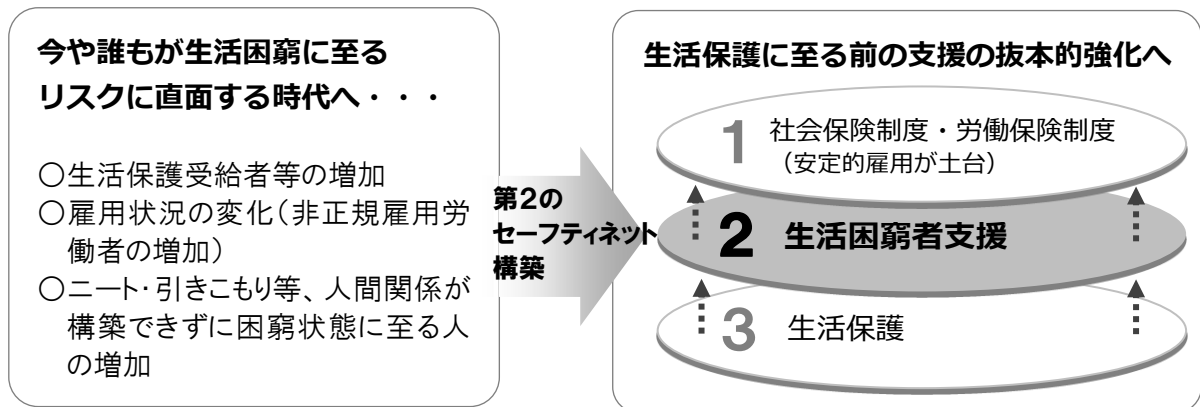 今や誰もが生活困窮に至る
リスクに直面する時代へ・・・
○生活保護受給者等の増加
○雇用状況の変化(非正規雇用労
働者の増加)
○ニート・引きこもり等、人間関係が
構築できずに困窮状態に至る人
の増加
第2の
セーフティネット
構築
生活保護に至る前の支援の抜本的強化へ
1 社会保険制度・労働保険制度
(安定的雇用が土台)
2 生活困窮者支援
3 生活保護